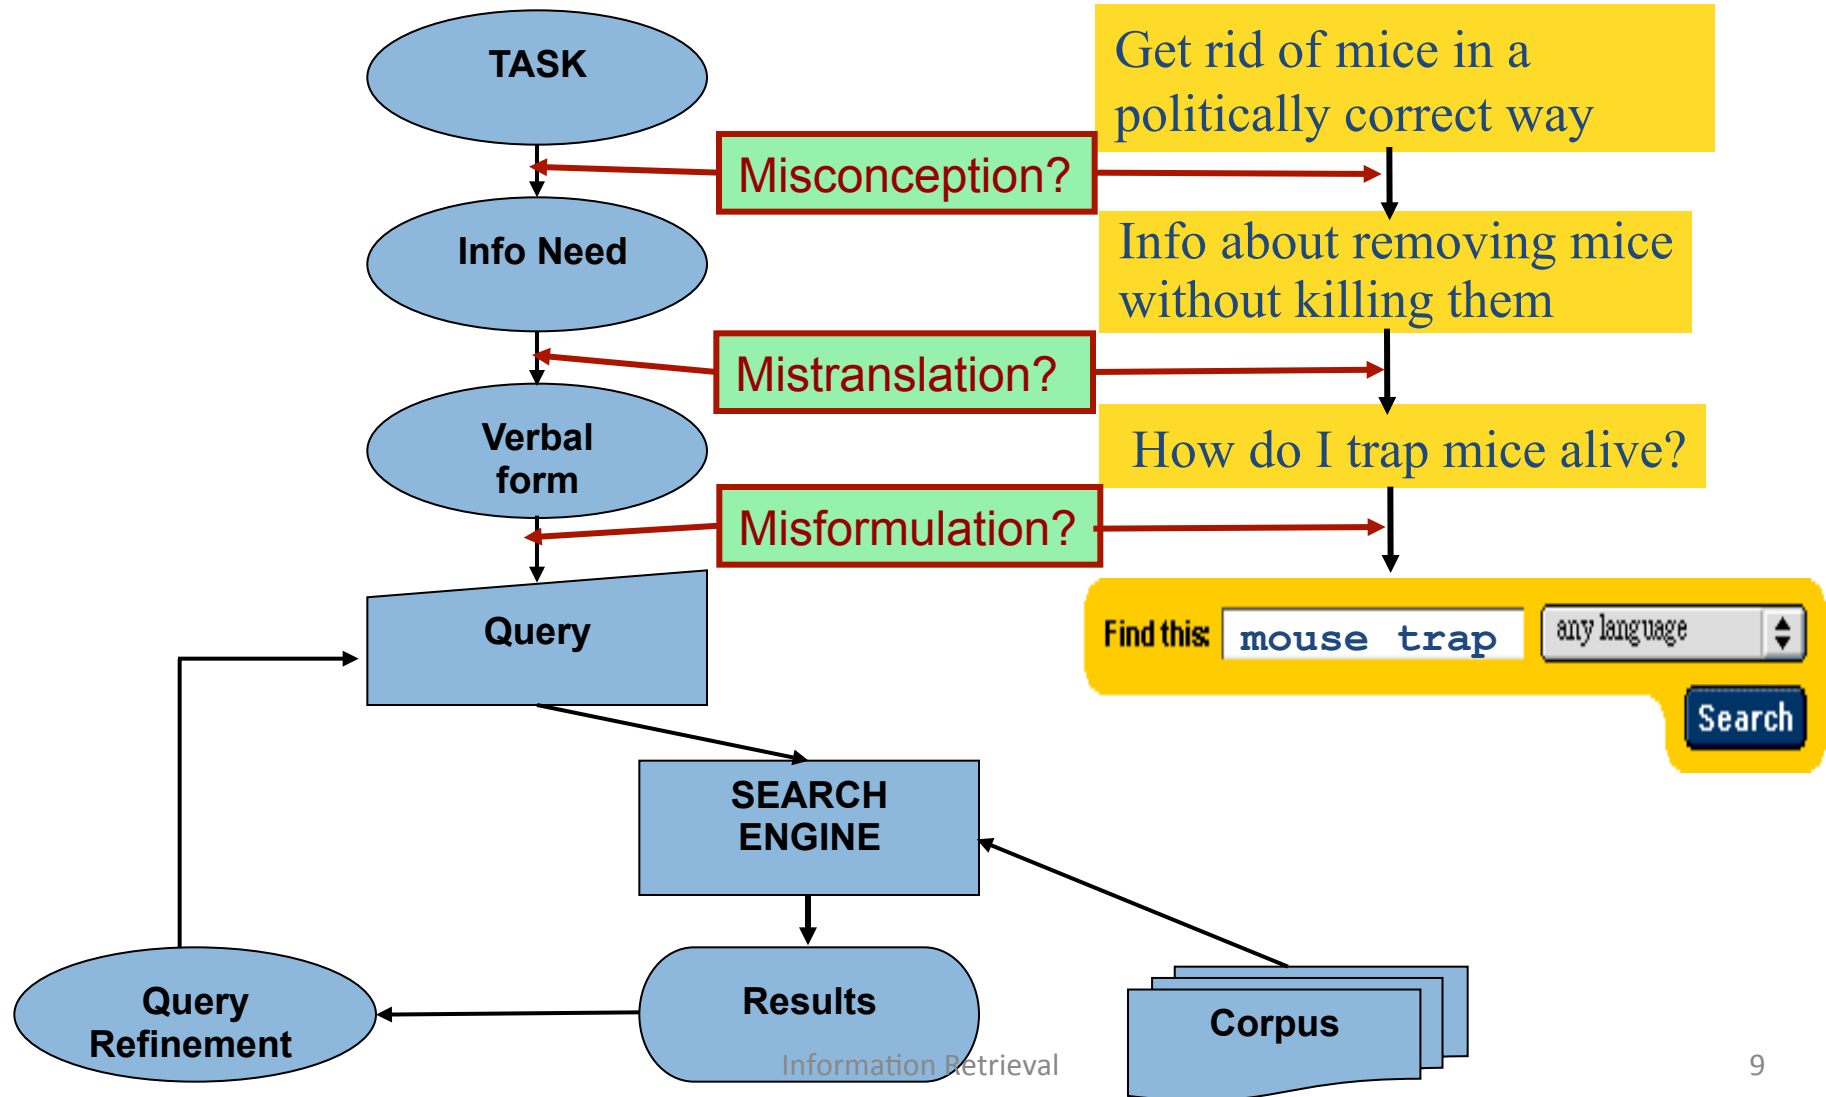 TASK
Get rid of mice in a
politically correct way
Misconception?
Info Need
Info about removing mice
without killing them
Mistranslation?
Verbal
form
How do I trap mice alive?
Misformulation?
Query
Find this:
mouse trap
any language
Search
SEARCH
ENGINE
Query
Refinement
Results
Corpus
Information Retrieval
9